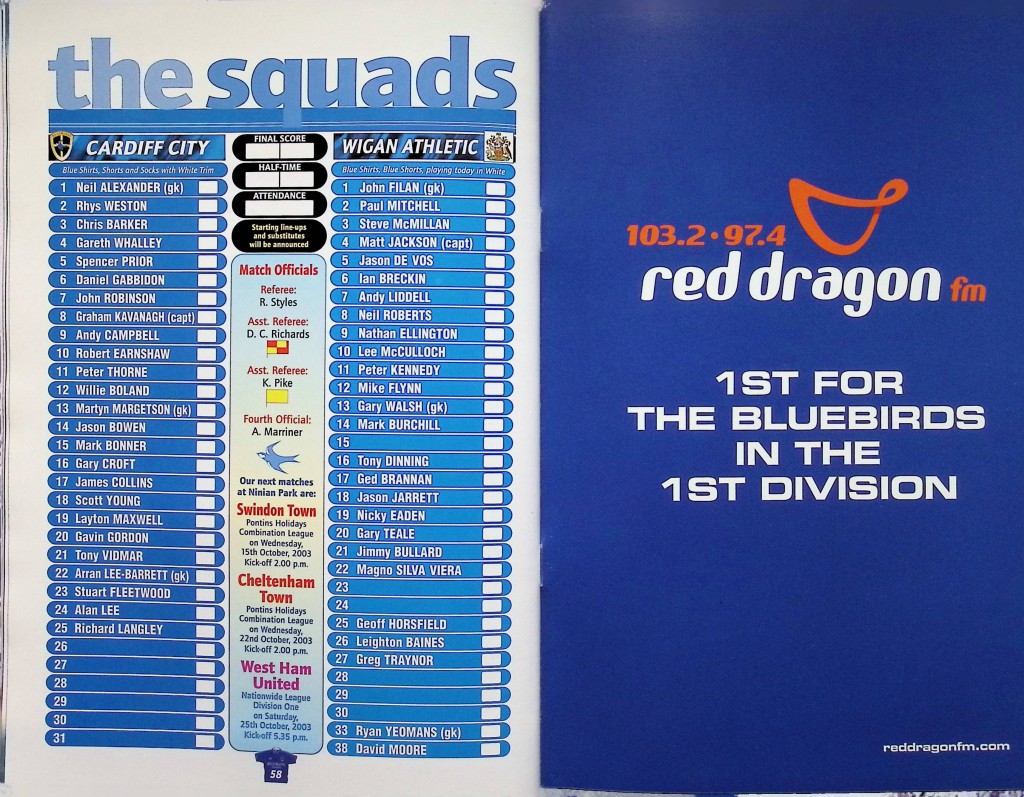 the squads
CARDIFF CITY
Blue Shirts, Shorts and Socks with White Trim
1 Neil ALEXANDER (gk)
2 Rhys WESTON
3 Chris BARKER
4 Gareth WHALLEY
5 Spencer PRIOR
6 Daniel GABBIDON
7 John ROBINSON
8 Graham KAVANAGH (capt)
9 Andy CAMPBELL
10 Robert EARNSHAW
11 Peter THORNE
12 Willie BOLAND
13 Martyn MARGETSON (gk)
14 Jason BOWEN
15 Mark BONNER
16 Gary CROFT
17 James COLLINS
18 Scott YOUNG
19 Layton MAXWELL
20 Gavin GORDON
21 Tony VIDMAR
22 Arran LEE-BARRETT (gk)
23 Stuart FLEETWOOD
24 Alan LEE
25 Richard LANGLEY
26
27
28
29
30
31
FINAL SCORE
HALF-TIME
ATTENDANCE
Starting line-ups
and substitutes
will be announced
Match Officials
Referee:
R. Styles
Asst. Referee:
D. C. Richards
Asst. Referee:
K. Pike
Fourth Official:
A. Marriner
Our next matches
at Ninian Park are:
Swindon Town
Pontins Holidays
Combination League
on Wednesday,
15th October, 2003
Kick-off 2.00 p.m.
Cheltenham
Town
Pontins Holidays
Combination League
on Wednesday,
22nd October, 2003
Kick-off 2.00 p.m.
West Ham
United
Nationwide League
Division One
on Saturday,
25th October, 2003
Kick-off 5.35 p.m.
58
WIGAN ATHLETIC
Blue Shirts, Blue Shorts, playing today in White
1 John FILAN (gk)
2 Paul MITCHELL
3 Steve McMILLAN
4 Matt JACKSON (capt)
5 Jason DE VOS
6 Ian BRECKIN
7 Andy LIDDELL
8 Neil ROBERTS
9 Nathan ELLINGTON
10 Lee McCULLOCH
11 Peter KENNEDY
12 Mike FLYNN
13 Gary WALSH (gk)
14 Mark BURCHILL
15
16 Tony DINNING
17 Ged BRANNAN
18 Jason JARRETT
19 Nicky EADEN
20 Gary TEALE
21 Jimmy BULLARD
22 Magno SILVA VIERA
23
24
25 Geoff HORSFIELD
26 Leighton BAINES
27 Greg TRAYNOR
28
29
30
33 Ryan YEOMANS (gk)
38 David MOORE
103.2 • 97.4
red dragon fm
1ST FOR
THE BLUEBIRDS
IN THE
1ST DIVISION
reddragonfm.com